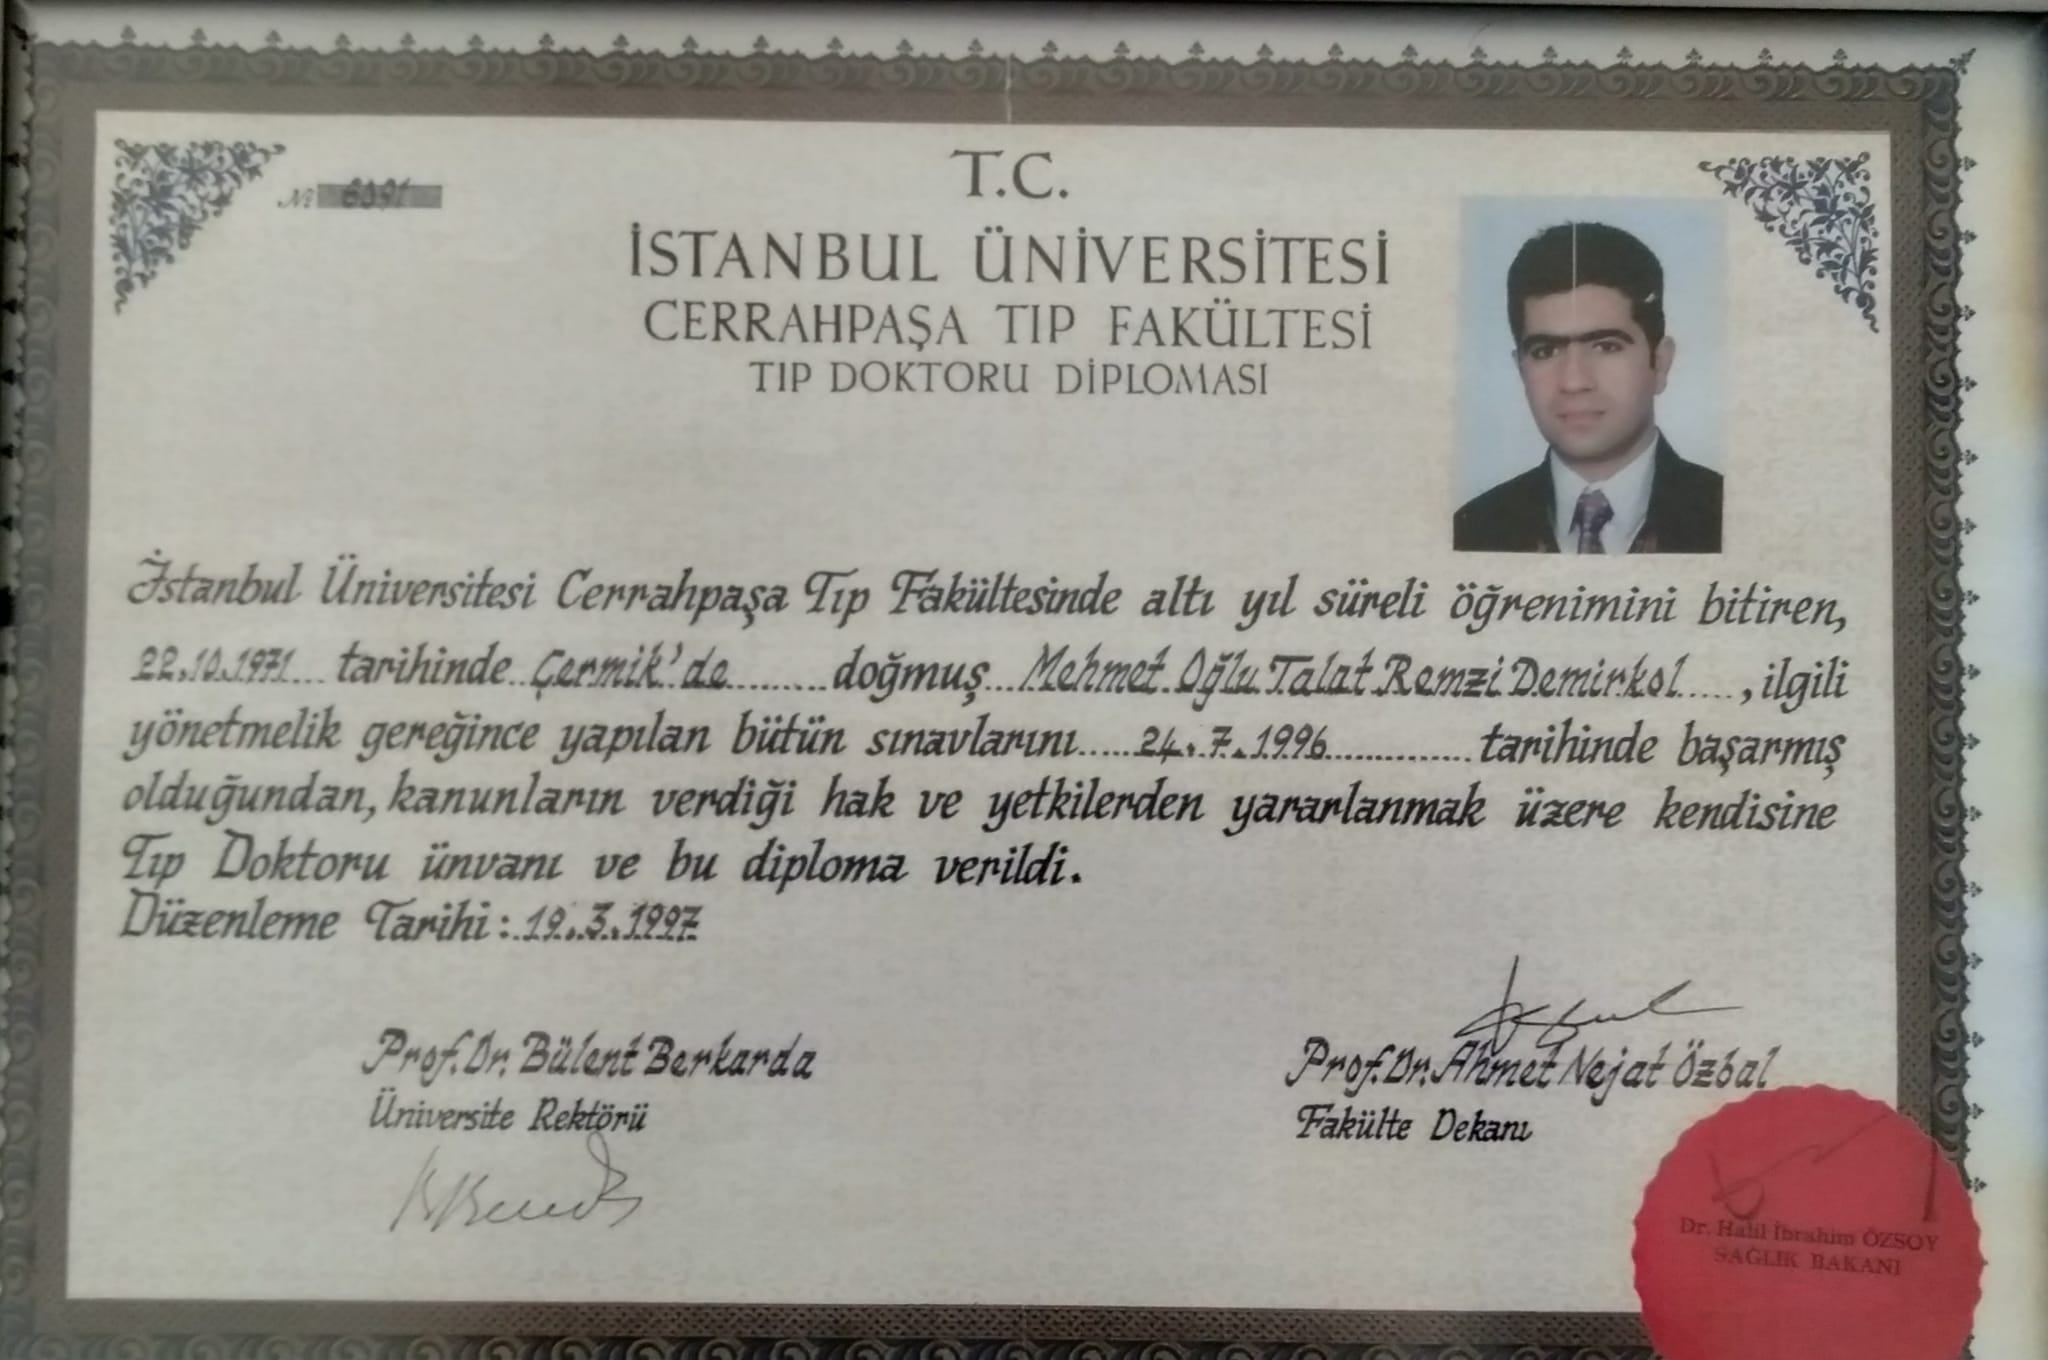 № 6391
T.C.
İSTANBUL ÜNİVERSİTESİ
CERRAHPAŞA TIP FAKÜLTESİ
TIP DOKTORU DİPLOMASI
İstanbul Üniversitesi Cerrahpaşa Tıp Fakültesinde altı yıl süreli öğrenimini bitiren,
22.10.1971... tarihinde..Çermik'de.........doğmuş...Mehmet Oğlu Talat Remzi Demirkol....., ilgili
yönetmelik gereğince yapılan bütün sınavlarını.....24.7.1996............. tarihinde başarmış
olduğundan, kanunların verdiği hak ve yetkilerden yararlanmak üzere kendisine
Tıp Doktoru ünvanı ve bu diploma verildi.
Düzenleme Tarihi : 19.3.1997
Prof.Dr. Bülent Berkarda
Üniversite Rektörü
Prof.Dr. Ahmet Nejat Özbal
Fakülte Dekanı
Dr. Halil İbrahim ÖZSOY
SAĞLIK BAKANI